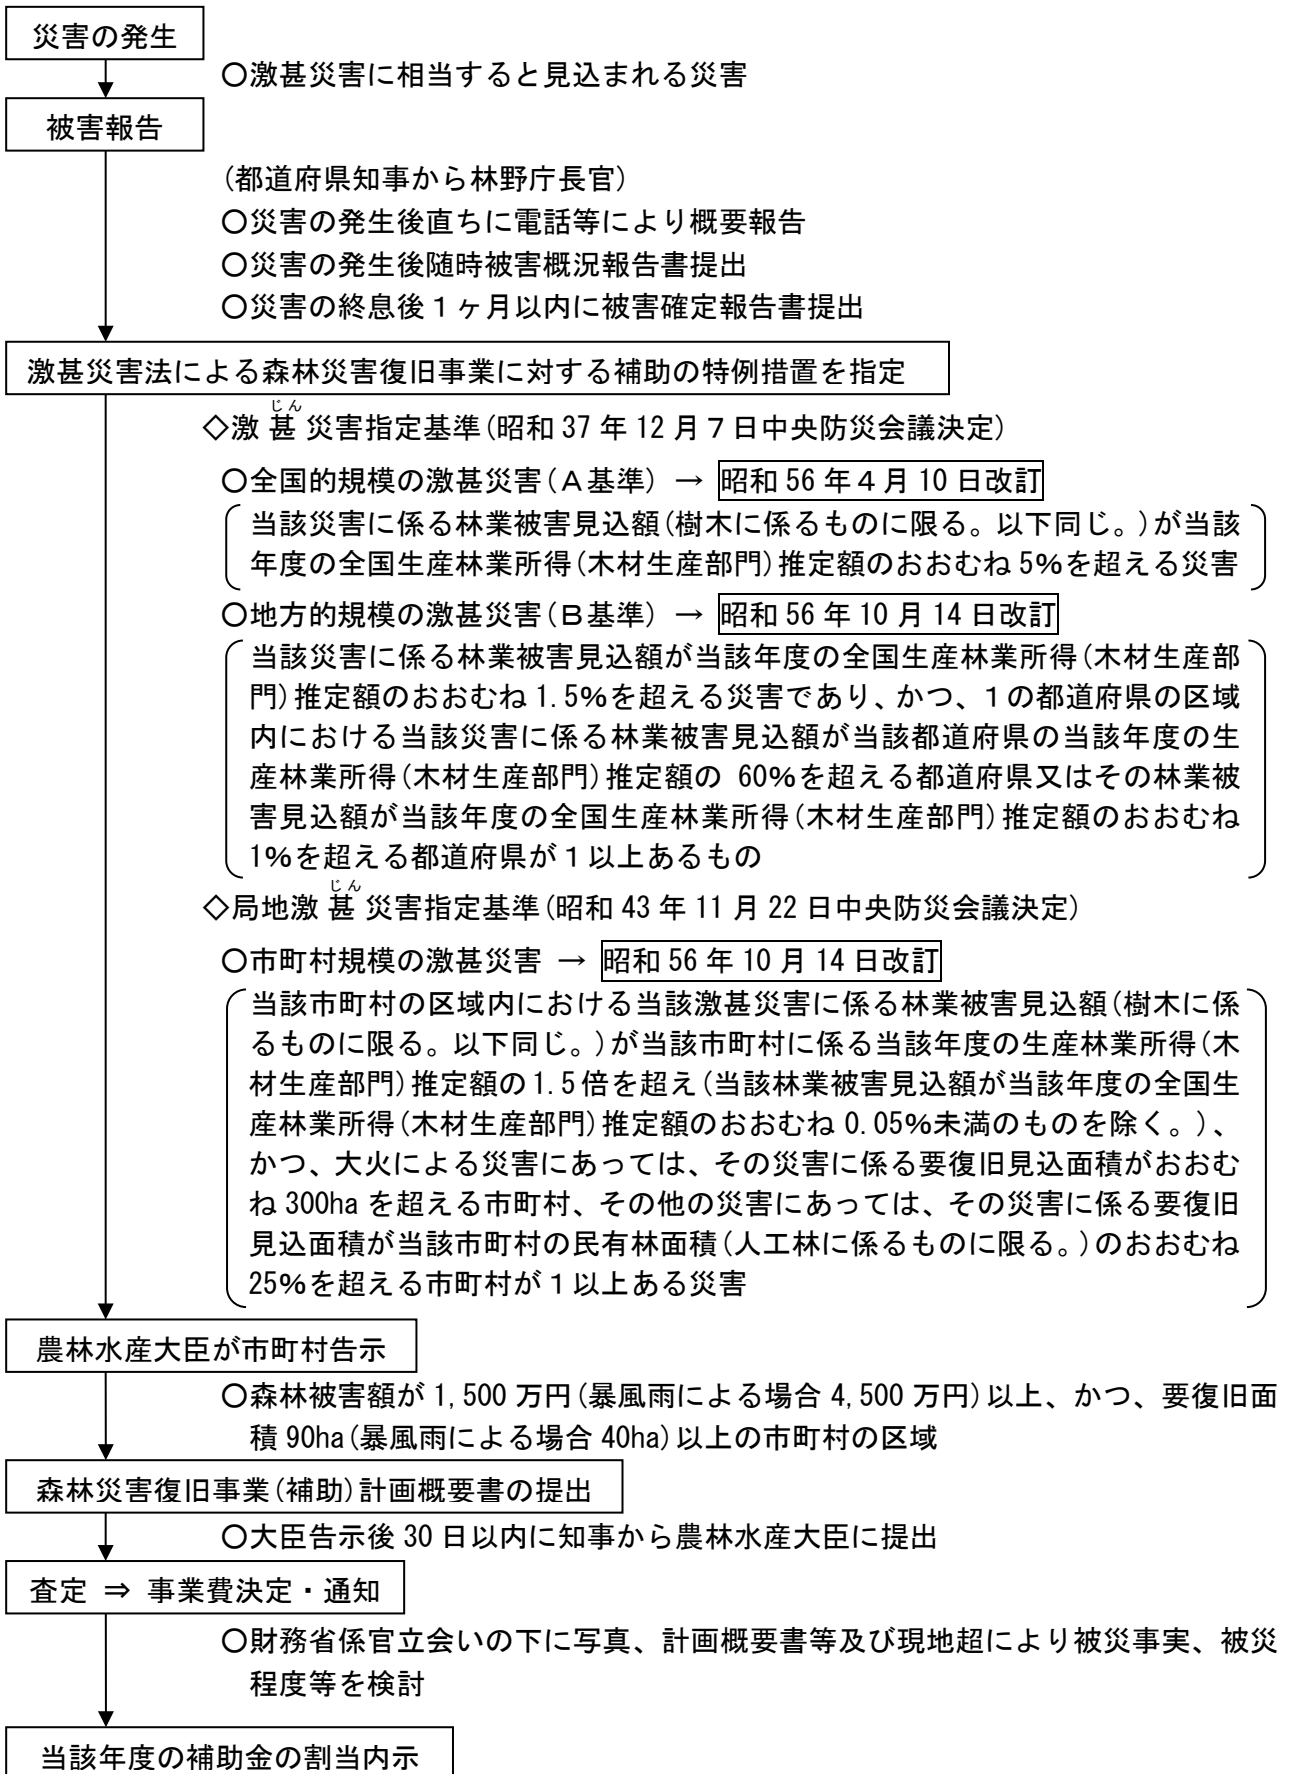 災害の発生
〇激甚災害に相当すると見込まれる災害
被害報告
(都道府県知事から林野庁長官)
〇災害の発生後直ちに電話等により概要報告
〇災害の発生後随時被害概況報告書提出
〇災害の終息後１ヶ月以内に被害確定報告書提出
激甚災害法による森林災害復旧事業に対する補助の特例措置を指定
じん
◇激甚災害指定基準(昭和37年12月７日中央防災会議決定)
〇全国的規模の激甚災害(Ａ基準) → 昭和56年４月10日改訂
当該災害に係る林業被害見込額(樹木に係るものに限る。以下同じ。)が当該
年度の全国生産林業所得(木材生産部門)推定額のおおむね5%を超える災害
〇地方的規模の激甚災害(Ｂ基準) → 昭和56年10月14日改訂
当該災害に係る林業被害見込額が当該年度の全国生産林業所得(木材生産部
門)推定額のおおむね1.5%を超える災害であり、かつ、１の都道府県の区域
内における当該災害に係る林業被害見込額が当該都道府県の当該年度の生
産林業所得(木材生産部門)推定額の 60%を超える都道府県又はその林業被
害見込額が当該年度の全国生産林業所得(木材生産部門)推定額のおおむね
1%を超える都道府県が１以上あるもの
じん
◇局地激甚災害指定基準(昭和43年11月22日中央防災会議決定)
〇市町村規模の激甚災害 → 昭和56年10月14日改訂
当該市町村の区域内における当該激甚災害に係る林業被害見込額(樹木に係
るものに限る。以下同じ。)が当該市町村に係る当該年度の生産林業所得(木
材生産部門)推定額の1.5倍を超え(当該林業被害見込額が当該年度の全国生
産林業所得(木材生産部門)推定額のおおむね0.05%未満のものを除く。)、
かつ、大火による災害にあっては、その災害に係る要復旧見込面積がおおむ
ね300haを超える市町村、その他の災害にあっては、その災害に係る要復旧
見込面積が当該市町村の民有林面積(人工林に係るものに限る。)のおおむね
25%を超える市町村が１以上ある災害
農林水産大臣が市町村告示
〇森林被害額が1,500万円(暴風雨による場合4,500万円)以上、かつ、要復旧面
積90ha(暴風雨による場合40ha)以上の市町村の区域
森林災害復旧事業(補助)計画概要書の提出
〇大臣告示後30日以内に知事から農林水産大臣に提出
査定 ⇒ 事業費決定・通知
〇財務省係官立会いの下に写真、計画概要書等及び現地超により被災事実、被災
程度等を検討
当該年度の補助金の割当内示